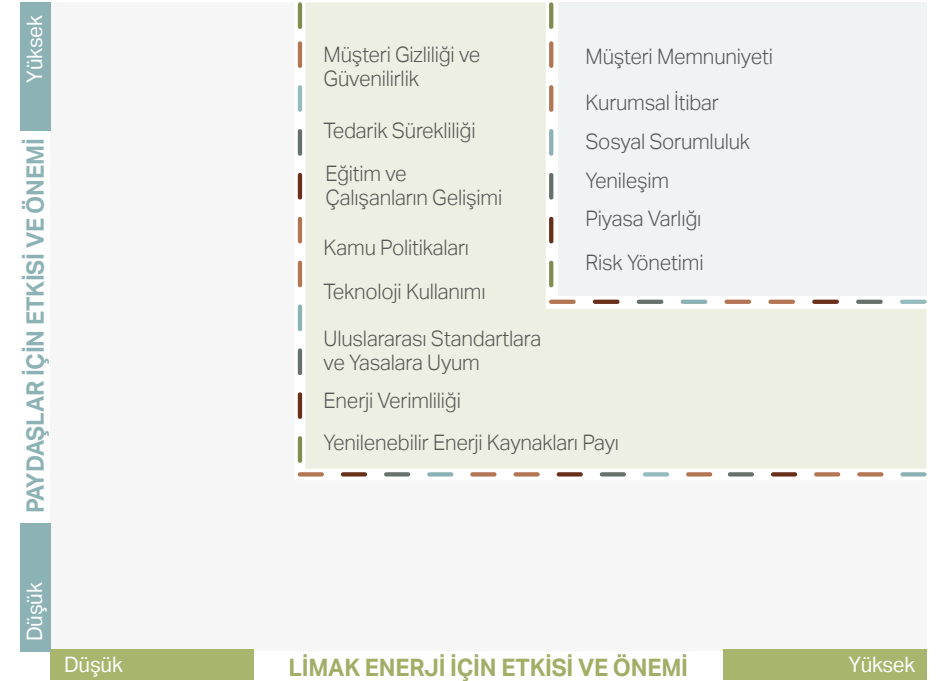 Yüksek
PAYDAŞLAR İÇİN ETKİSİ VE ÖNEMİ
Düşük
Müşteri Gizliliği ve
Güvenilirlik
Tedarik Sürekliliği
Eğitim ve
Çalışanların Gelişimi
Kamu Politikaları
Teknoloji Kullanımı
Uluslararası Standartlara
ve Yasalara Uyum
Enerji Verimliliği
Yenilenebilir Enerji Kaynakları Payı
Müşteri Memnuniyeti
Kurumsal İtibar
Sosyal Sorumluluk
Yenileşim
Piyasa Varlığı
Risk Yönetimi
Düşük
LİMAK ENERJİ İÇİN ETKİSİ VE ÖNEMİ
Yüksek